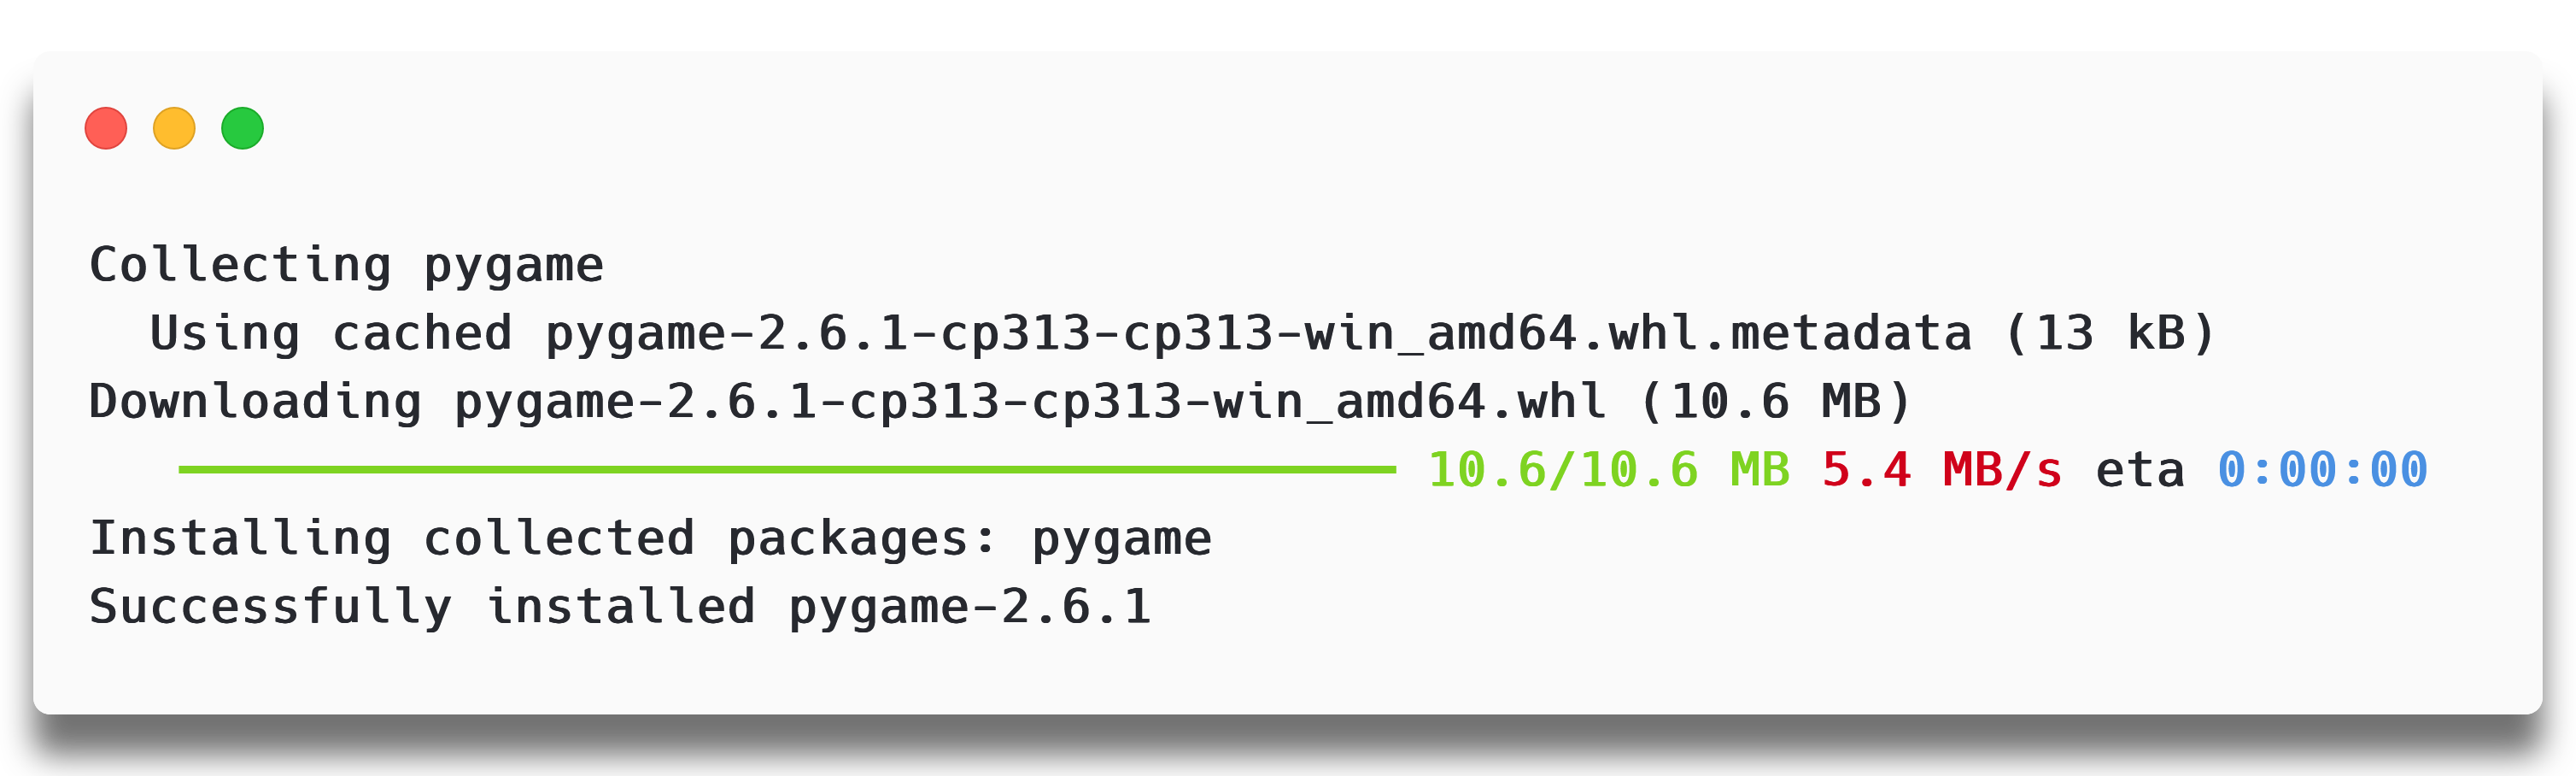 Collecting pygame
  Using cached pygame-2.6.1-cp313-cp313-win_amd64.whl.metadata (13 kB)
Downloading pygame-2.6.1-cp313-cp313-win_amd64.whl (10.6 MB)
10.6/10.6 MB 5.4 MB/s eta 0:00:00
Installing collected packages: pygame
Successfully installed pygame-2.6.1